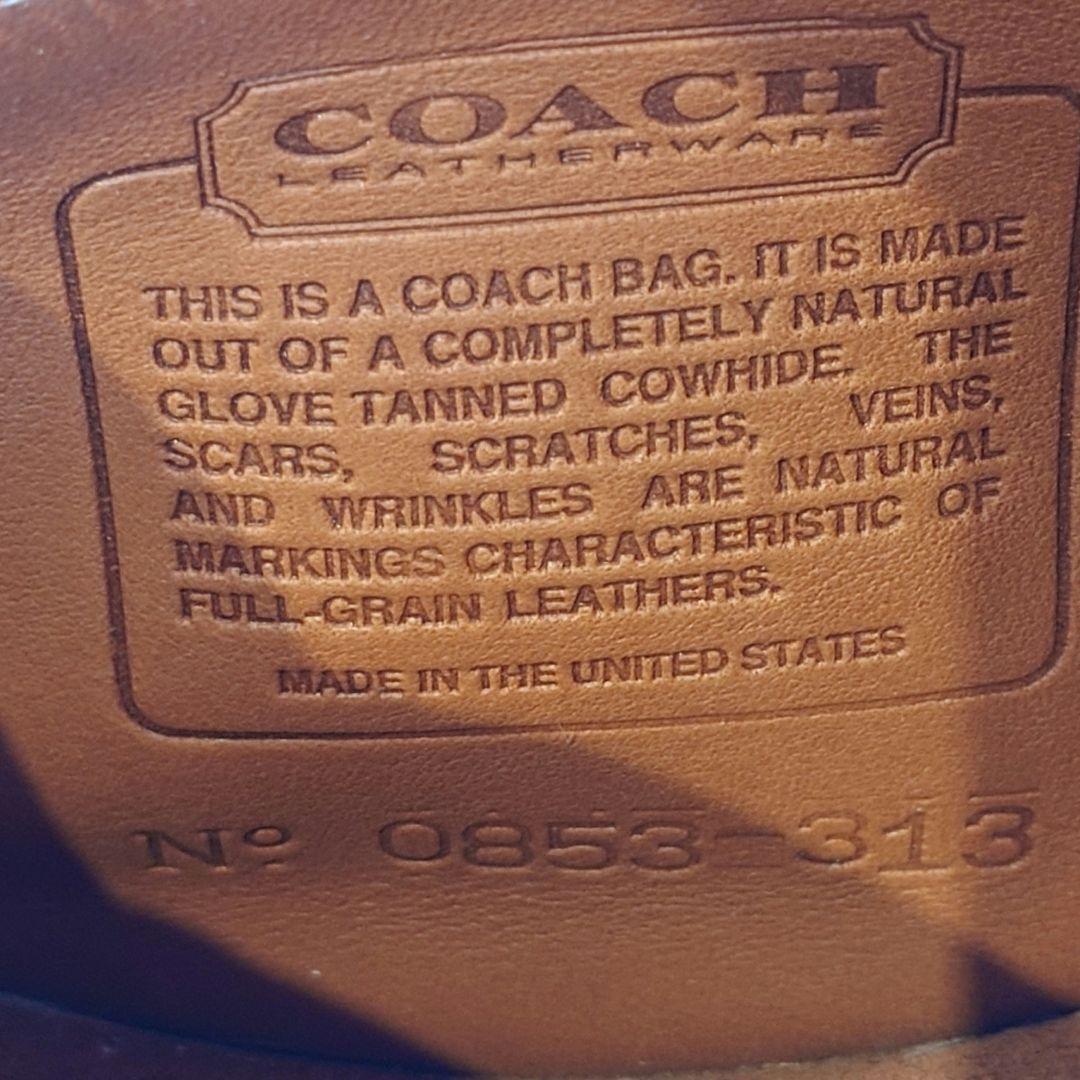 COACH
LEATHERWARE
THIS IS A COACH BAG. IT IS MADE
OUT OF A COMPLETELY NATURAL
GLOVE TANNED COWHIDE. THE
SCARS, SCRATCHES, VEINS,
AND WRINKLES ARE NATURAL
MARKINGS CHARACTERISTIC OF
FULL-GRAIN LEATHERS.
MADE IN THE UNITED STATES
Nº 0853-313